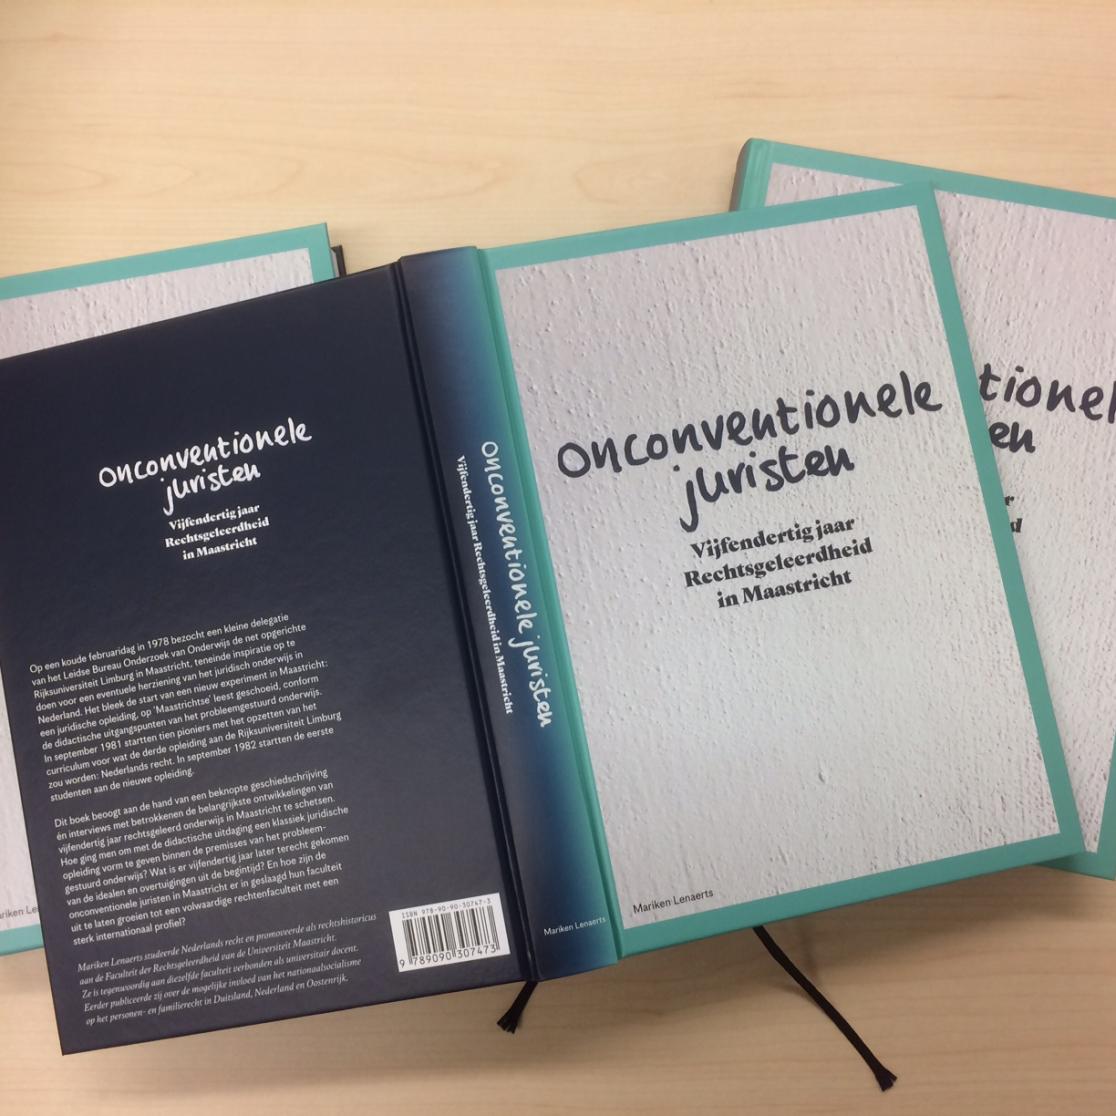 Onconventionele
juristen
Vijfendertig jaar
Rechtsgeleerdheid
in Maastricht
Op een koude februaridag in 1978 bezocht een kleine delegatie
van het Leidse Bureau Onderzoek van Onderwijs de net opgerichte
Rijksuniversiteit Limburg in Maastricht, teneinde inspiratie op te
doen voor een eventuele herziening van het juridisch onderwijs in
Nederland. Het bleek de start van een nieuw experiment in Maastricht:
een juridische opleiding, op 'Maastrichtse' leest geschoeid, conform
de didactische uitgangspunten van het probleemgestuurd onderwijs.
In september 1981 startten tien pioniers met het opzetten van het
curriculum voor wat de derde opleiding aan de Rijksuniversiteit Limburg
zou worden: Nederlands recht. In september 1982 startten de eerste
studenten aan de nieuwe opleiding.
Dit boek beoogt aan de hand van een beknopte geschiedschrijving
én interviews met betrokkenen de belangrijkste ontwikkelingen van
vijfendertig jaar rechtsgeleerd onderwijs in Maastricht te schetsen.
Hoe ging men om met de didactische uitdaging een klassiek juridische
opleiding vorm te geven binnen de premisses van het probleem-
gestuurd onderwijs? Wat is er vijfendertig jaar later terecht gekomen
van de idealen en overtuigingen uit de begintijd? En hoe zijn de
onconventionele juristen in Maastricht er in geslaagd hun faculteit
uit te laten groeien tot een volwaardige rechtenfaculteit met een
sterk internationaal profiel?
Mariken Lenaerts studeerde Nederlands recht en promoveerde als rechtshistoricus
aan de Faculteit der Rechtsgeleerdheid van de Universiteit Maastricht.
Ze is tegenwoordig aan diezelfde faculteit verbonden als universitair docent.
Eerder publiceerde zij over de mogelijke invloed van het nationaalsocialisme
op het personen- en familierecht in Duitsland, Nederland en Oostenrijk.
ISBN 978-90-90-30747-3
9 789090 307473
Onconventionele juristen
Vijfendertig jaar Rechtsgeleerdheid in Maastricht
Mariken Lenaerts
Onconventionele
juristen
Vijfendertig jaar
Rechtsgeleerdheid
in Maastricht
Mariken Lenaerts
tionel
en
r
d
ariken Le